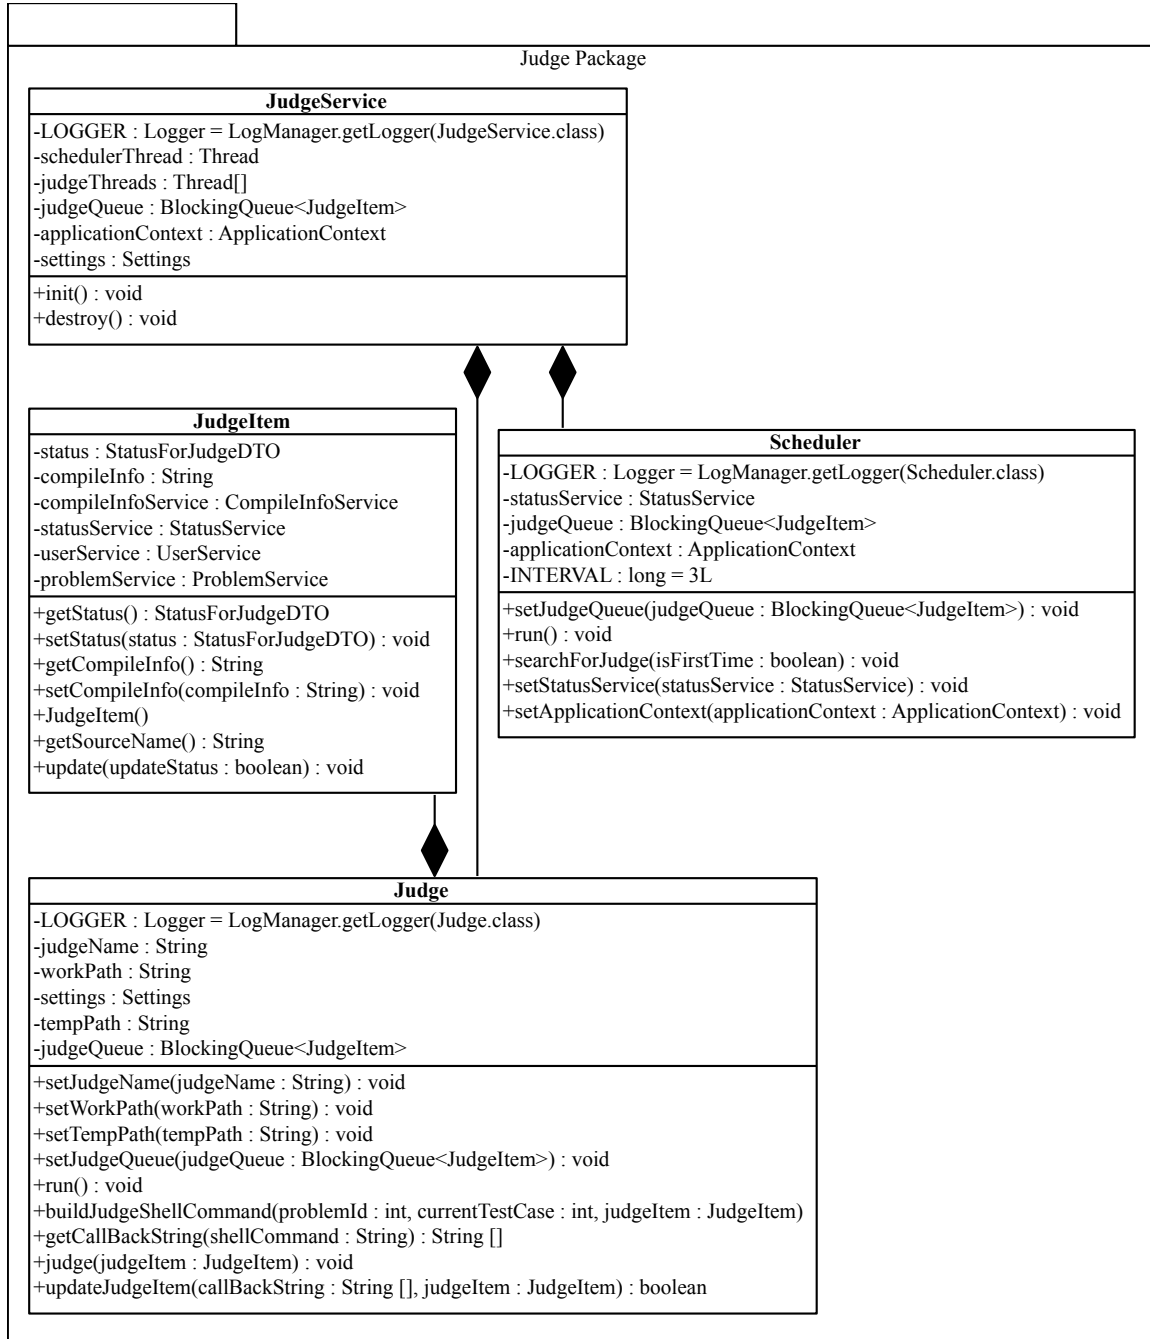 Judge Package
JudgeService
-LOGGER : Logger = LogManager.getLogger(JudgeService.class)
-schedulerThread : Thread
-judgeThreads : Thread[]
-judgeQueue : BlockingQueue<JudgeItem>
-applicationContext : ApplicationContext
-settings : Settings
+init() : void
+destroy() : void
JudgeItem
-status : StatusForJudgeDTO
-compileInfo : String
-compileInfoService : CompileInfoService
-statusService : StatusService
-userService : UserService
-problemService : ProblemService
+getStatus() : StatusForJudgeDTO
+setStatus(status : StatusForJudgeDTO) : void
+getCompileInfo() : String
+setCompileInfo(compileInfo : String) : void
+JudgeItem()
+getSourceName() : String
+update(updateStatus : boolean) : void
Scheduler
-LOGGER : Logger = LogManager.getLogger(Scheduler.class)
-statusService : StatusService
-judgeQueue : BlockingQueue<JudgeItem>
-applicationContext : ApplicationContext
-INTERVAL : long = 3L
+setJudgeQueue(judgeQueue : BlockingQueue<JudgeItem>) : void
+run() : void
+searchForJudge(isFirstTime : boolean) : void
+setStatusService(statusService : StatusService) : void
+setApplicationContext(applicationContext : ApplicationContext) : void
Judge
-LOGGER : Logger = LogManager.getLogger(Judge.class)
-judgeName : String
-workPath : String
-settings : Settings
-tempPath : String
-judgeQueue : BlockingQueue<JudgeItem>
+setJudgeName(judgeName : String) : void
+setWorkPath(workPath : String) : void
+setTempPath(tempPath : String) : void
+setJudgeQueue(judgeQueue : BlockingQueue<JudgeItem>) : void
+run() : void
+buildJudgeShellCommand(problemId : int, currentTestCase : int, judgeItem : JudgeItem)
+getCallBackString(shellCommand : String) : String []
+judge(judgeItem : JudgeItem) : void
+updateJudgeItem(callBackString : String [], judgeItem : JudgeItem) : boolean